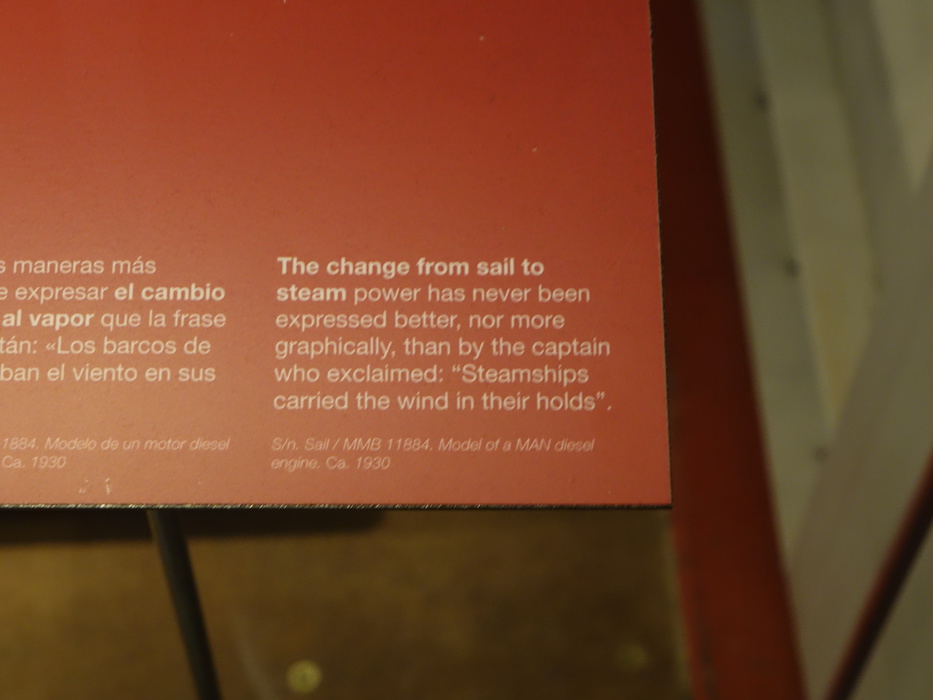 s maneras más
e expresar el cambio
al vapor que la frase
tán: «Los barcos de
ban el viento en sus
1884. Modelo de un motor diesel
Ca. 1930
The change from sail to
steam power has never been
expressed better, nor more
graphically, than by the captain
who exclaimed: “Steamships
carried the wind in their holds”.
S/n. Sail / MMB 11884. Model of a MAN diesel
engine. Ca. 1930